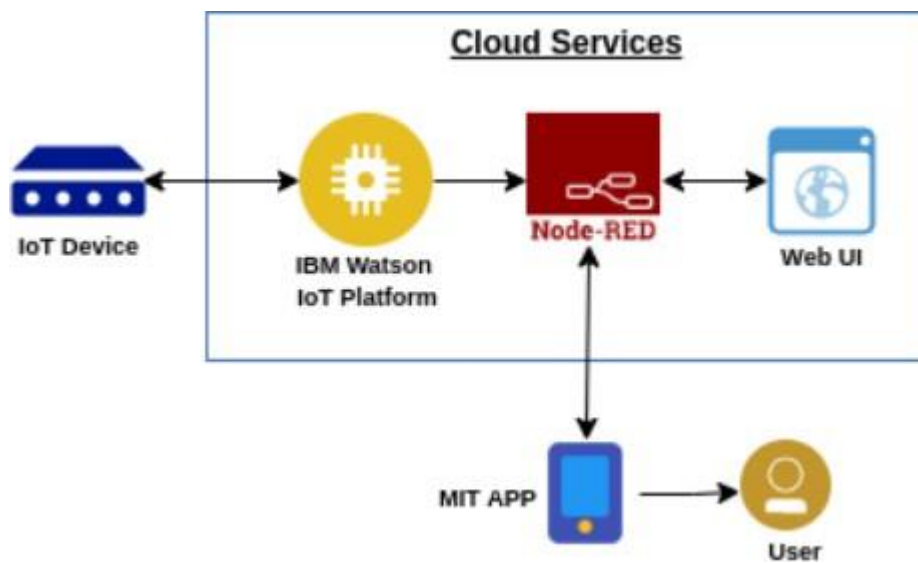 Cloud Services
IoT Device
IBM Watson
IoT Platform
Node-RED
Web UI
MIT APP
User